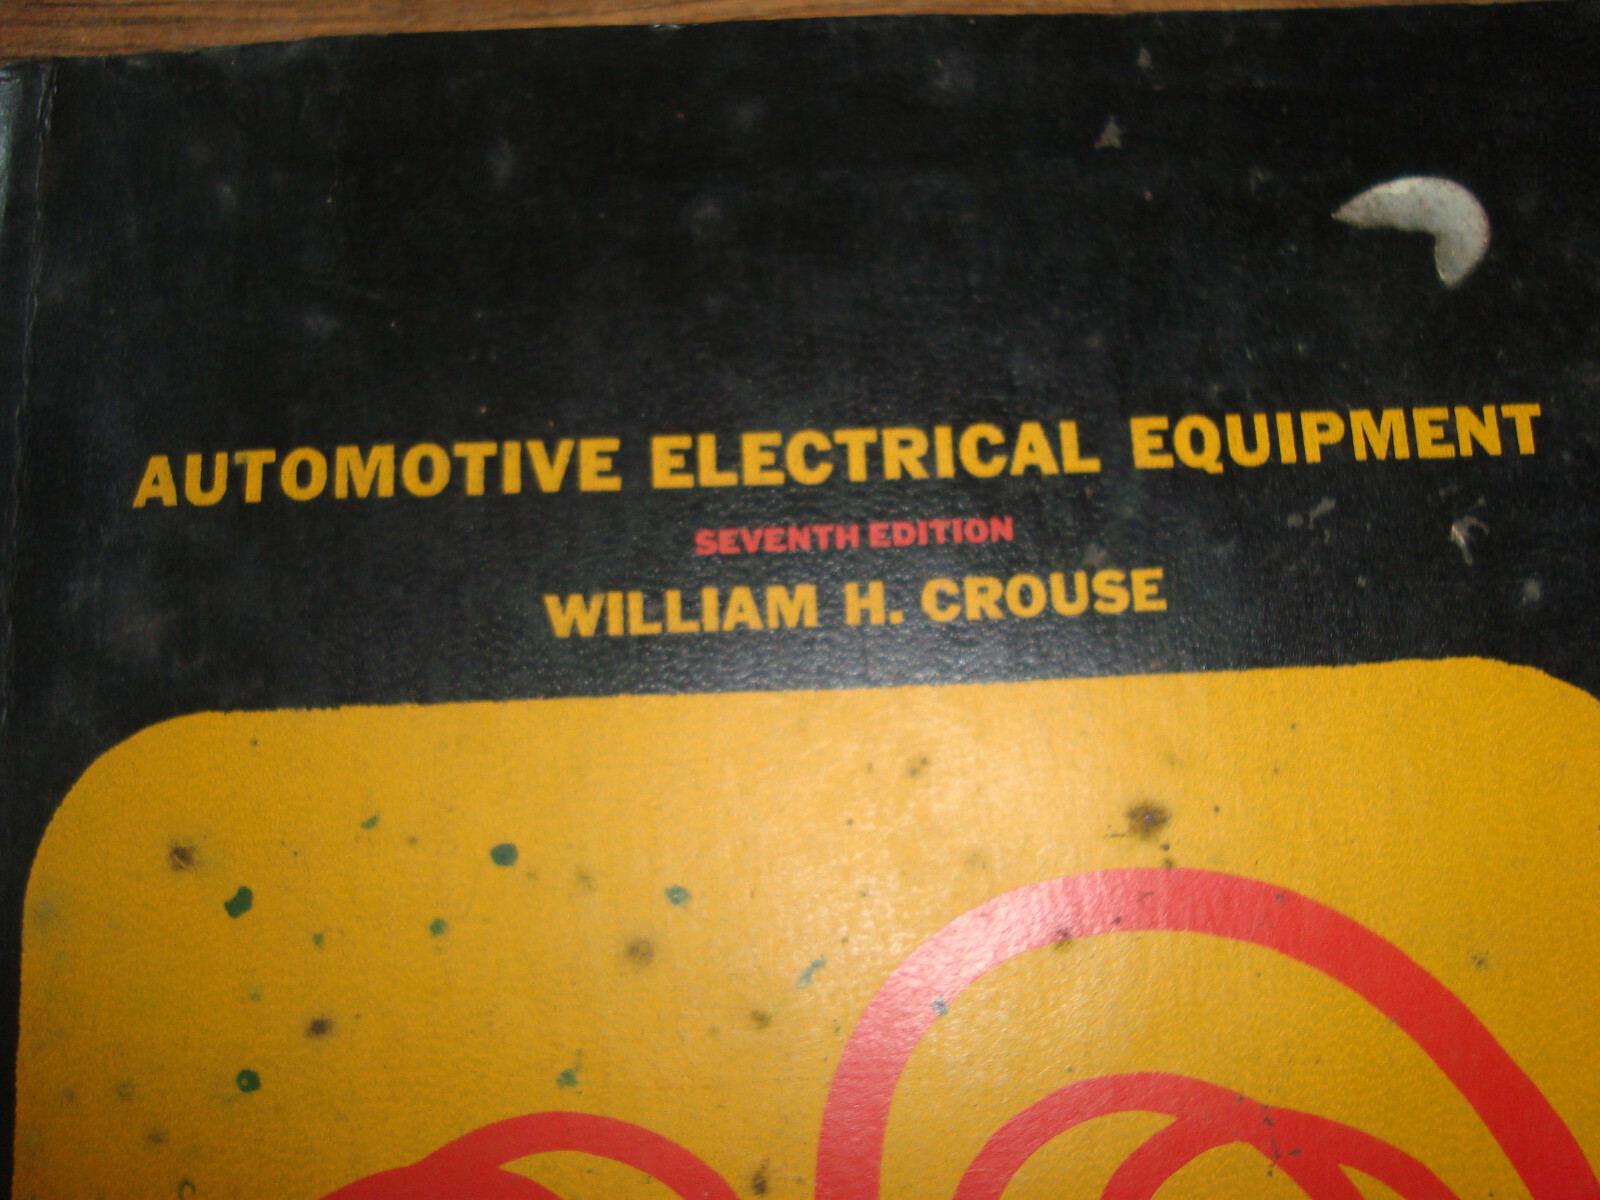 AUTOMOTIVE ELECTRICAL EQUIPMENT
SEVENTH EDITION
WILLIAM H. CROUSE